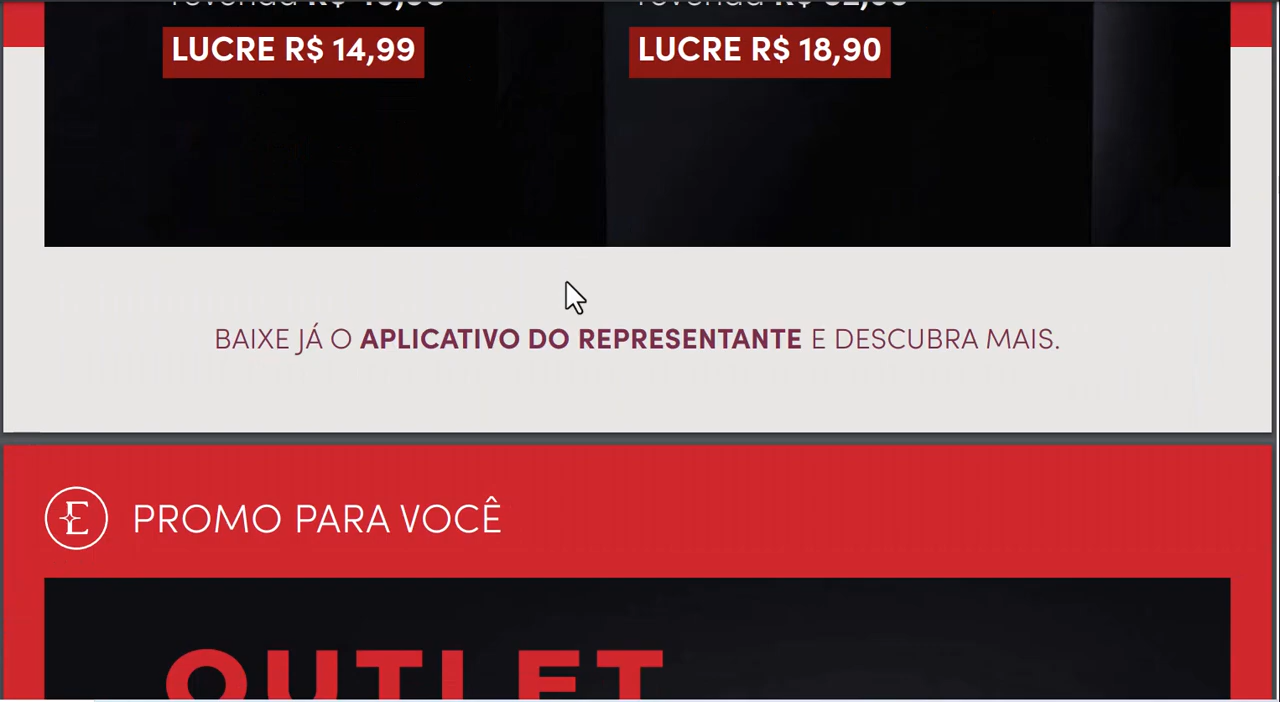 LUCRE R$ 14,99
LUCRE R$ 18,90
BAIXE JÁ O APLICATIVO DO REPRESENTANTE E DESCUBRA MAIS.
E PROMO PARA VOCÊ
OUTLET